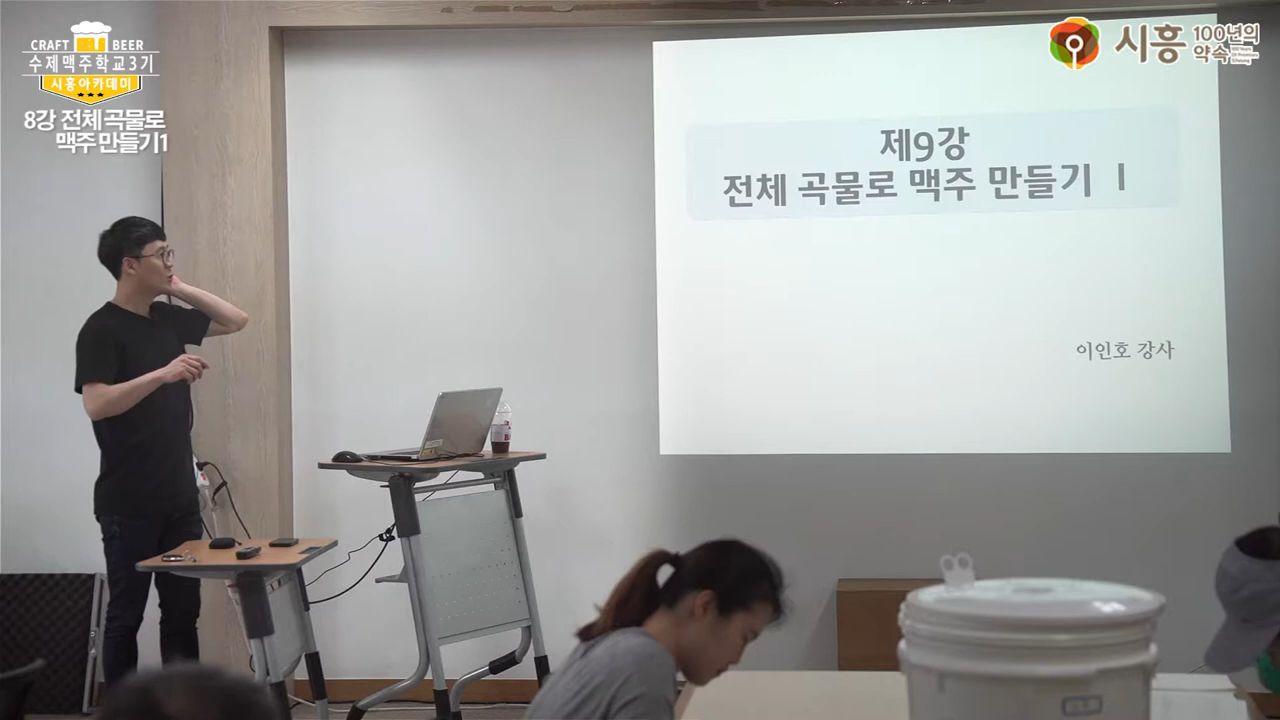 CRAFT BEER
수제맥주학교3기
시흥아카데미
8강 전체 곡물로
맥주 만들기1
시흥 100년의
약속
제9강
전체 곡물로 맥주 만들기 Ⅰ
이인호 강사